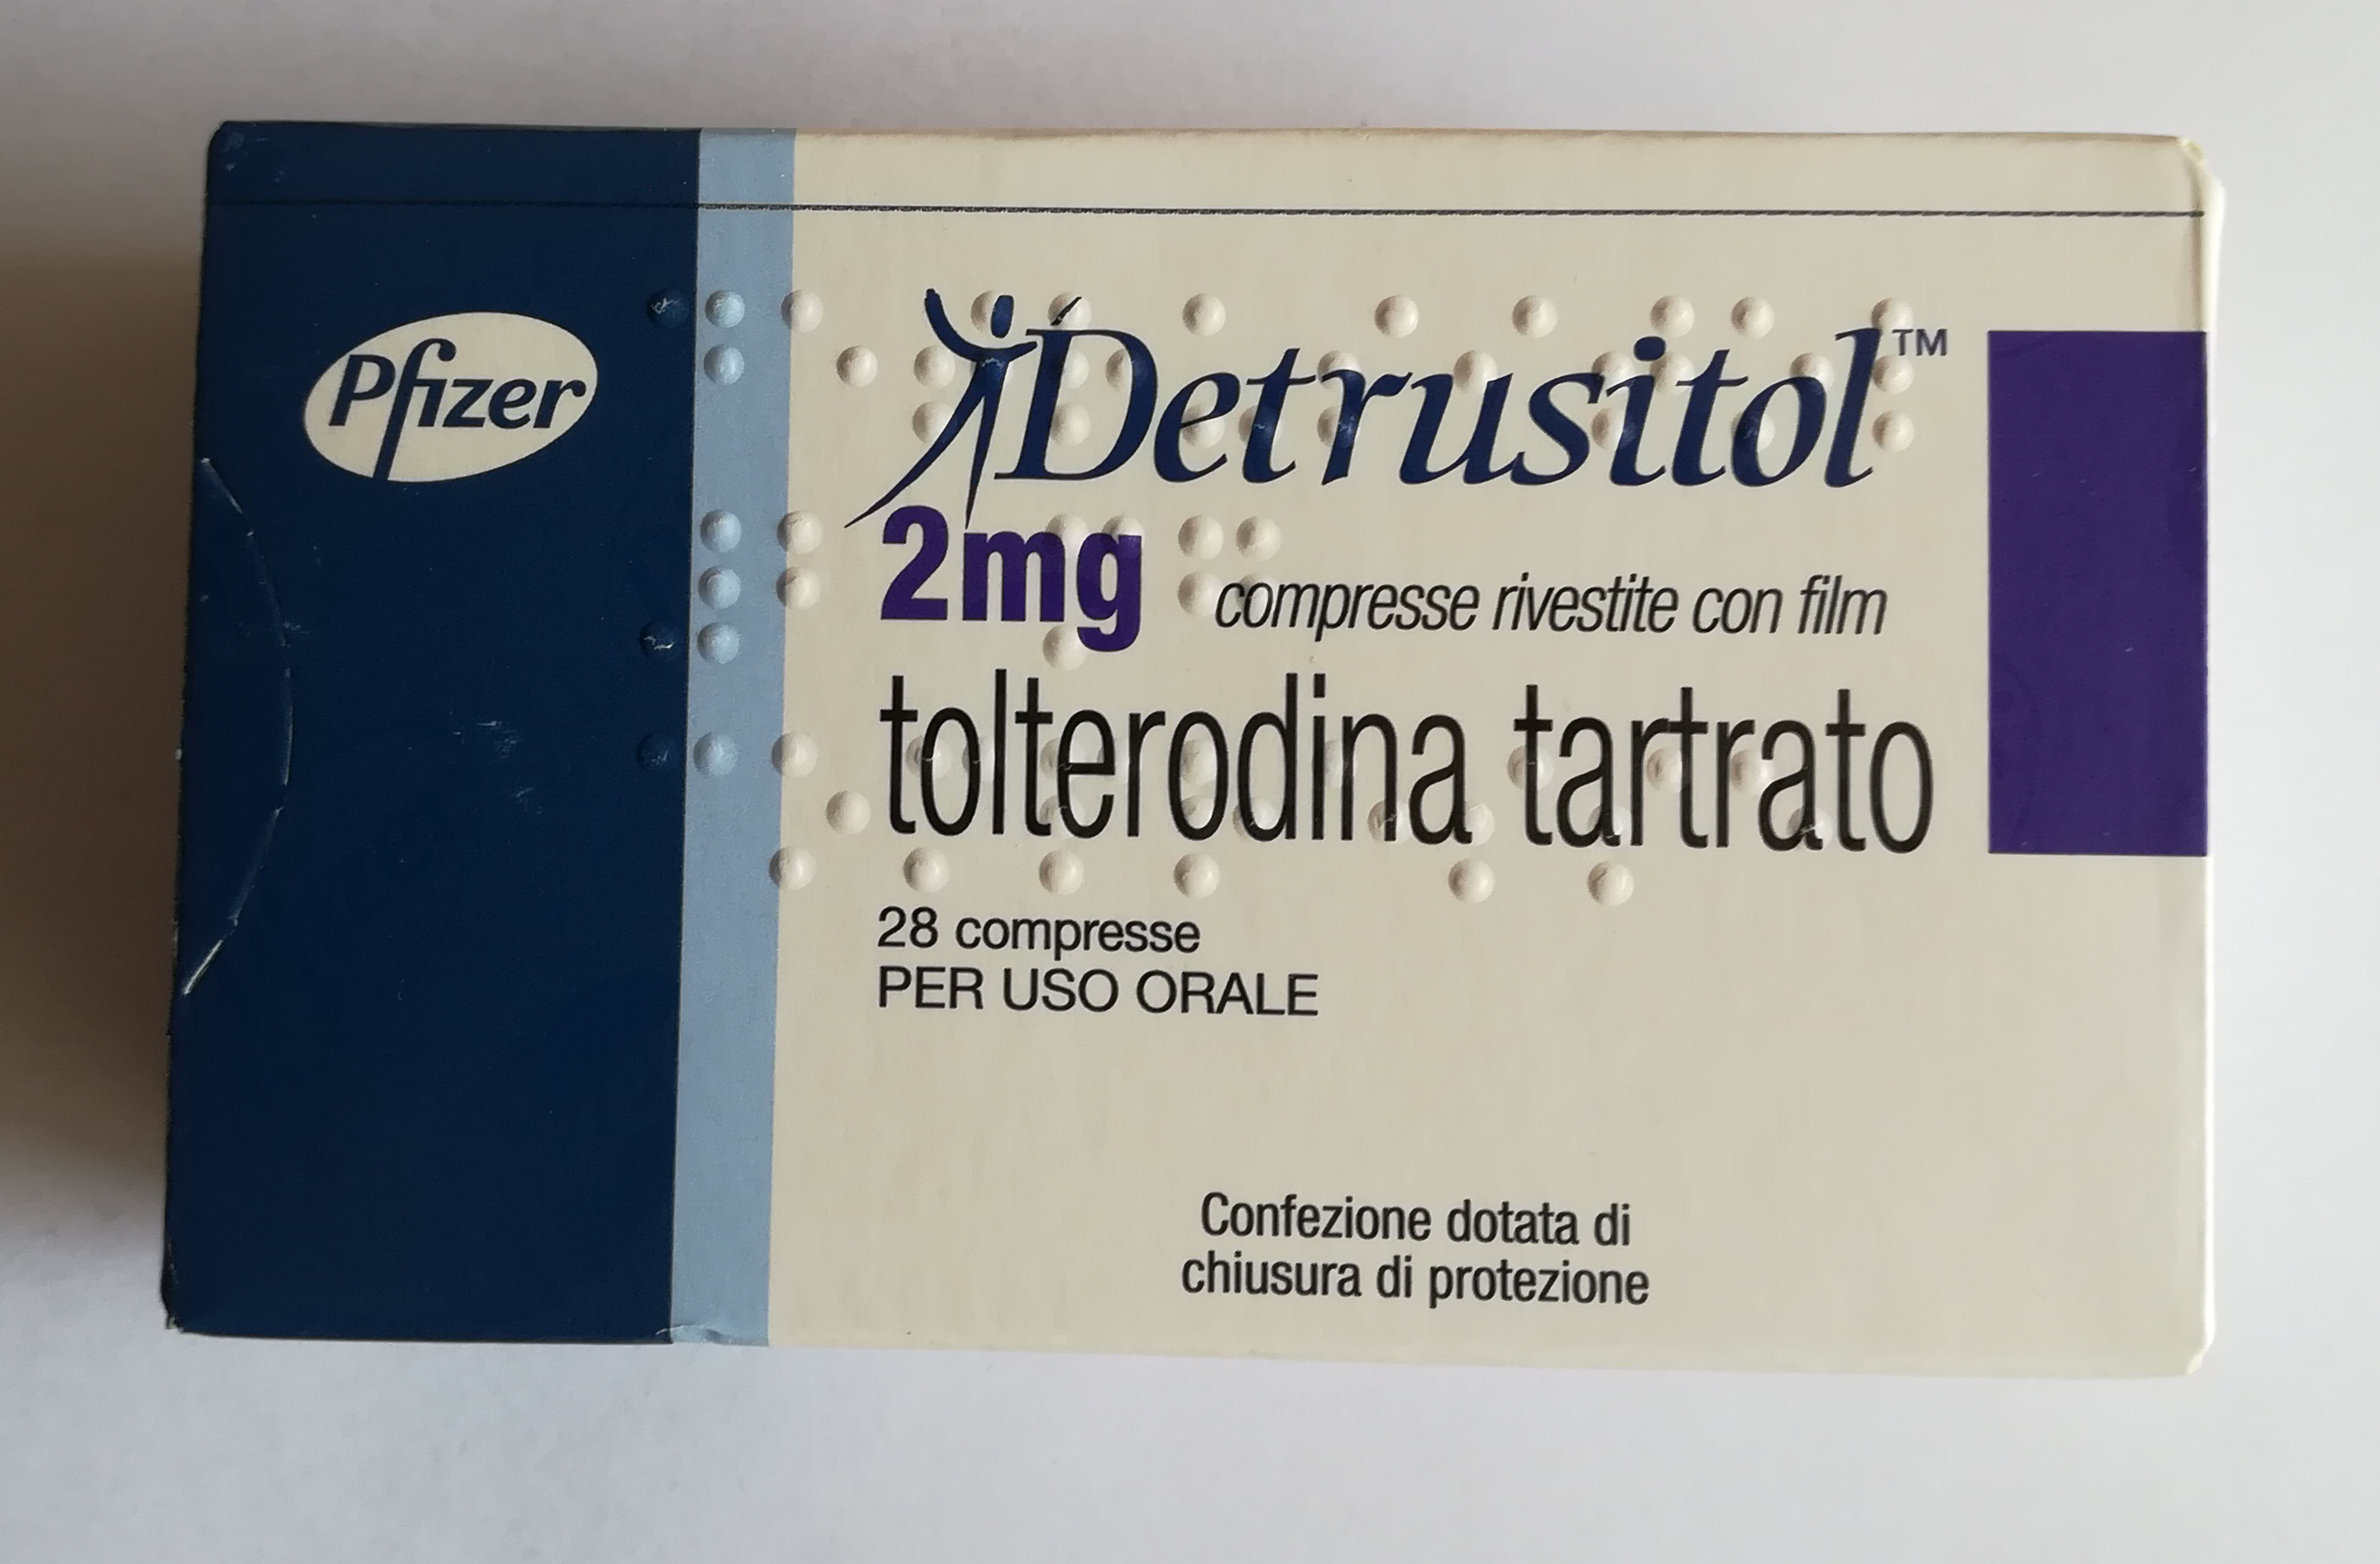 Pfizer
Detrusitol™
2mg compresse rivestite con film
tolterodina tartrato
28 compresse
PER USO ORALE
Confezione dotata di
chiusura di protezione